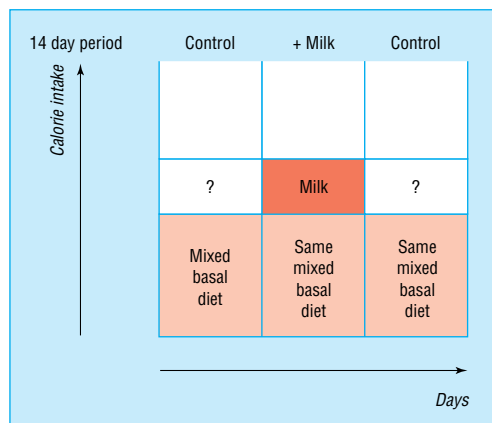 14 day period Control + Milk Control
Calorie intake
? Milk ?
Mixed
basal
diet
Same
mixed
basal
diet
Same
mixed
basal
diet
Days